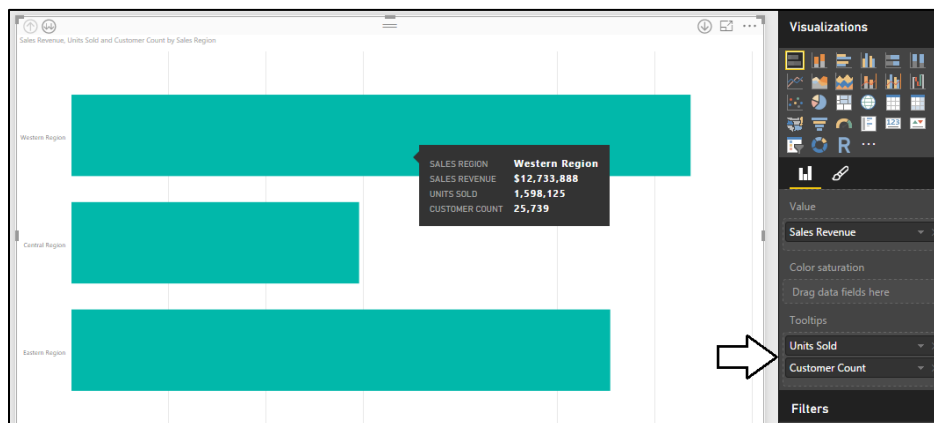 Visualizations
Sales Revenue, Units Sold and Customer Count by Sales Region
Western Region
Central Region
Eastern Region
SALES REGION Western Region
SALES REVENUE $12,733,888
UNITS SOLD 1,598,125
CUSTOMER COUNT 25,739
123
R
Value
Sales Revenue
Color saturation
Drag data fields here
Tooltips
Units Sold
Customer Count
Filters